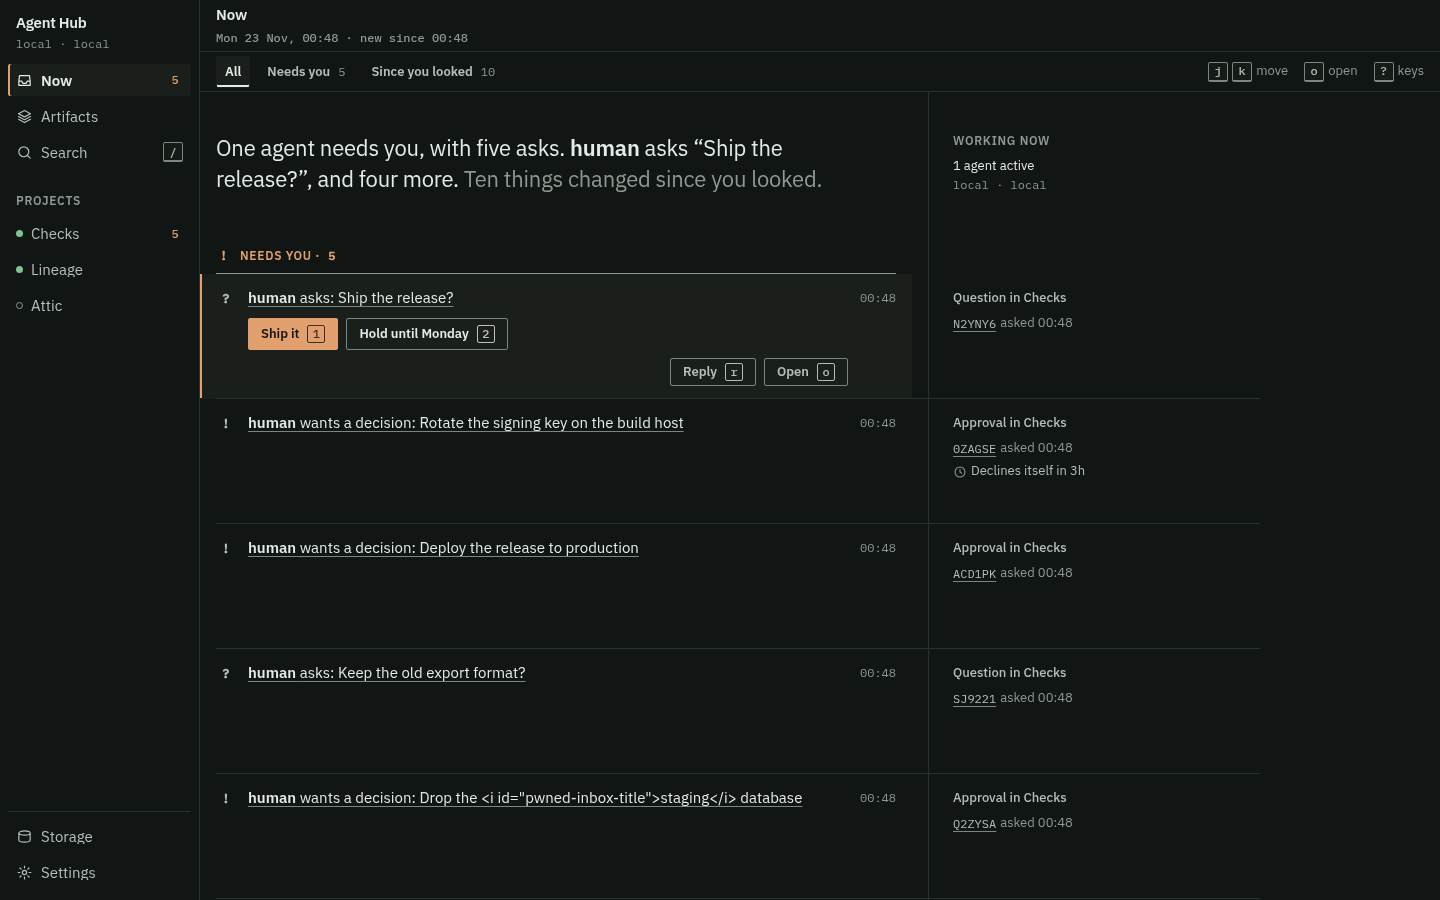 Agent Hub
local · local
Now 5
Artifacts
Search /
PROJECTS
Checks 5
Lineage
Attic
Storage
Settings
Now
Mon 23 Nov, 00:48 · new since 00:48
All Needs you 5 Since you looked 10
j k move o open ? keys
One agent needs you, with five asks. human asks “Ship the
release?”, and four more. Ten things changed since you looked.
WORKING NOW
1 agent active
local · local
! NEEDS YOU · 5
? human asks: Ship the release? 00:48
Ship it 1 Hold until Monday 2
Reply r Open o
Question in Checks
N2YNY6 asked 00:48
! human wants a decision: Rotate the signing key on the build host 00:48
Approval in Checks
0ZAGSE asked 00:48
Declines itself in 3h
! human wants a decision: Deploy the release to production 00:48
Approval in Checks
ACD1PK asked 00:48
? human asks: Keep the old export format? 00:48
Question in Checks
SJ9221 asked 00:48
! human wants a decision: Drop the <i id="pwned-inbox-title">staging</i> database 00:48
Approval in Checks
Q2ZYSA asked 00:48